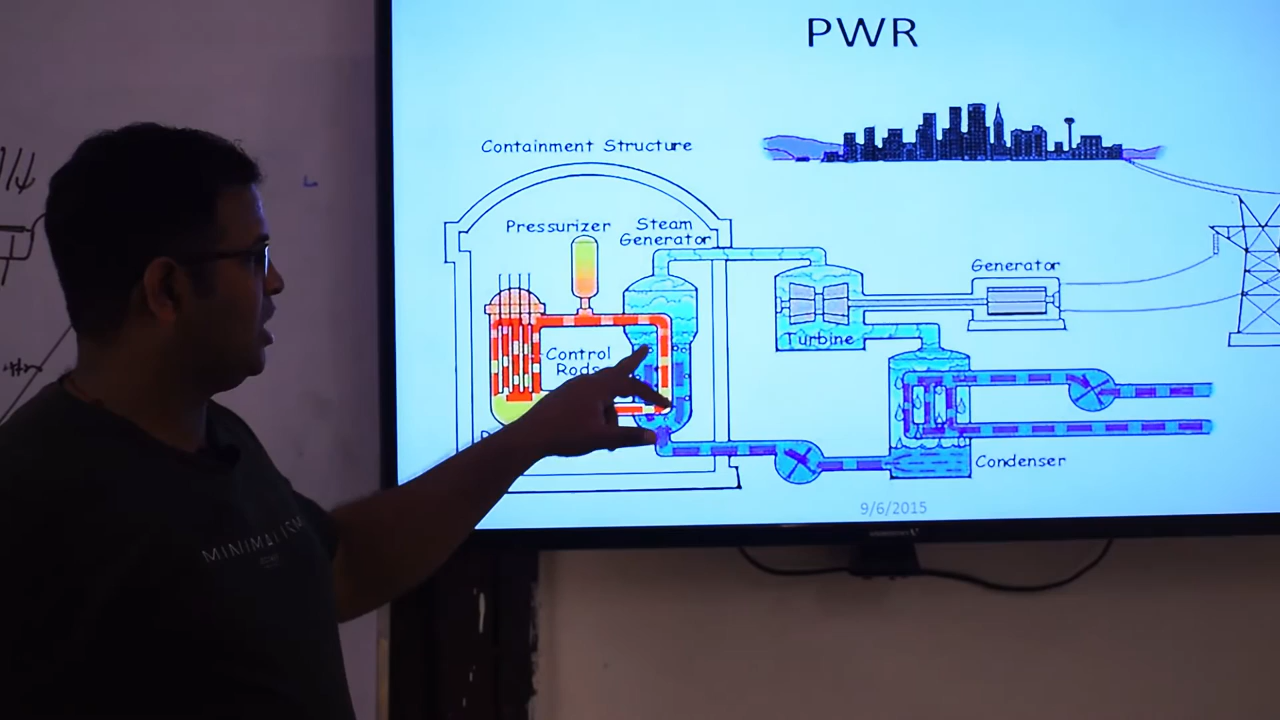 PWR
Containment Structure
Pressurizer
Steam
Generator
Generator
Control
Rods
Turbine
Condenser
9/6/2015
MINIMALISM